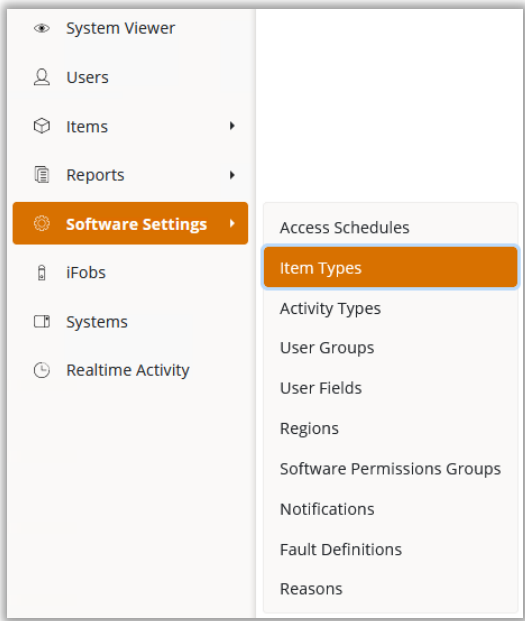 System Viewer
Users
Items
Reports
Software Settings
iFobs
Systems
Realtime Activity
Access Schedules
Item Types
Activity Types
User Groups
User Fields
Regions
Software Permissions Groups
Notifications
Fault Definitions
Reasons